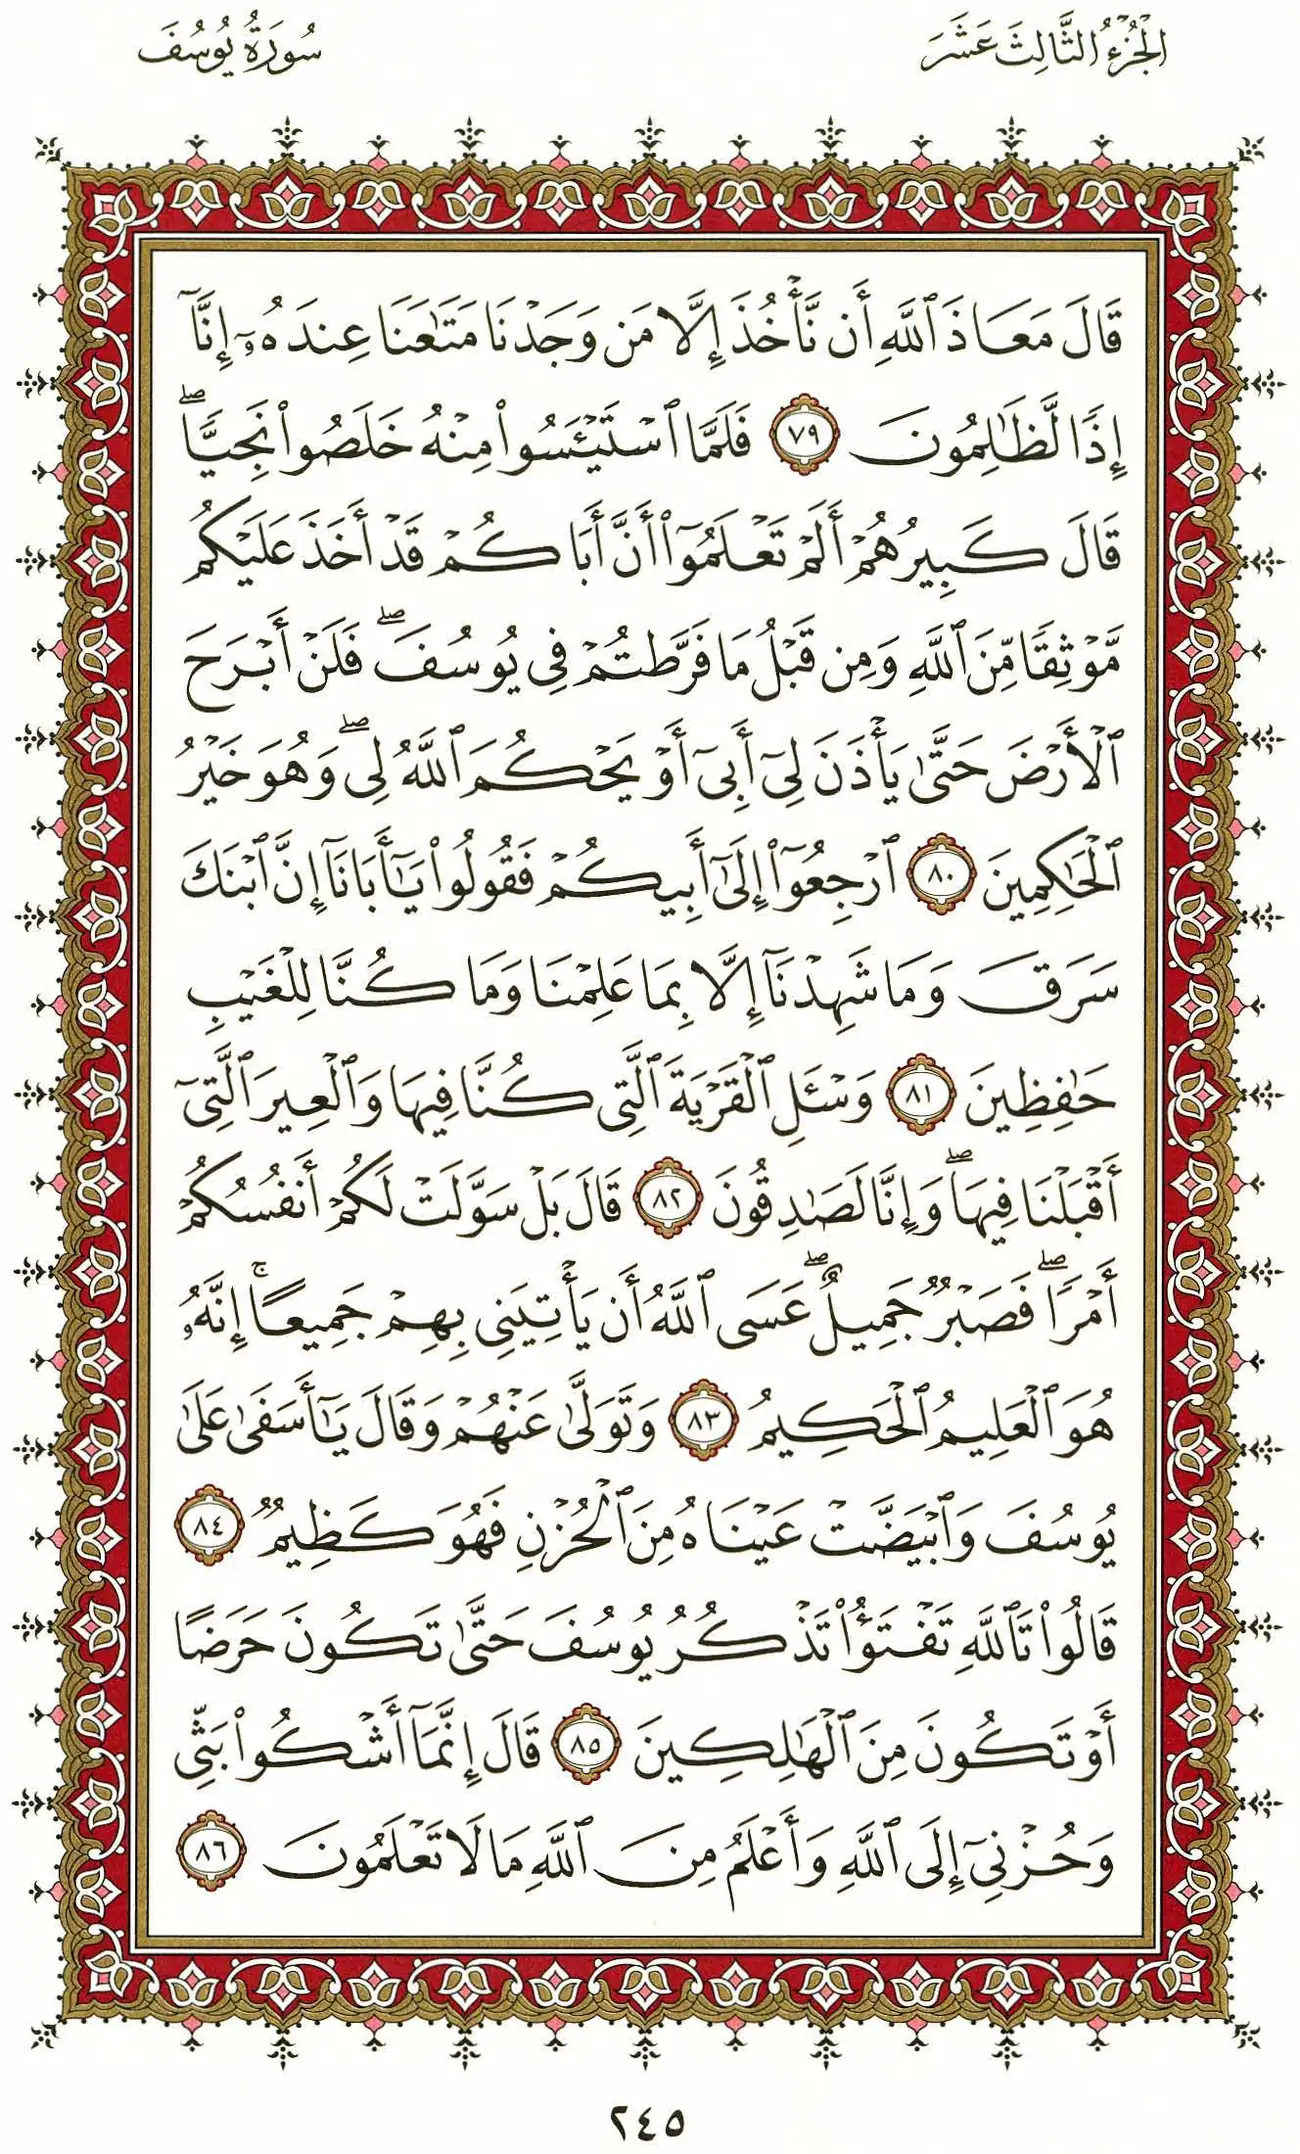 الجزء الثالث عشر
سورة يوسف
قَالَ مَعَاذَ ٱللَّهِ أَن نَّأۡخُذَ إِلَّا مَن وَجَدۡنَا مَتَٰعَنَا عِندَهُۥٓ إِنَّآ
إِذٗا لَّظَٰلِمُونَ ٧٩ فَلَمَّا ٱسۡتَيۡـَٔسُواْ مِنۡهُ خَلَصُواْ نَجِيّٗاۖ
قَالَ كَبِيرُهُمۡ أَلَمۡ تَعۡلَمُوٓاْ أَنَّ أَبَاكُمۡ قَدۡ أَخَذَ عَلَيۡكُم
مَّوۡثِقٗا مِّنَ ٱللَّهِ وَمِن قَبۡلُ مَا فَرَّطتُمۡ فِي يُوسُفَۖ فَلَنۡ أَبۡرَحَ
ٱلۡأَرۡضَ حَتَّىٰ يَأۡذَنَ لِيٓ أَبِيٓ أَوۡ يَحۡكُمَ ٱللَّهُ لِيۖ وَهُوَ خَيۡرُ
ٱلۡحَٰكِمِينَ ٨٠ ٱرۡجِعُوٓاْ إِلَىٰٓ أَبِيكُمۡ فَقُولُواْ يَٰٓأَبَانَآ إِنَّ ٱبۡنَكَ
سَرَقَ وَمَا شَهِدۡنَآ إِلَّا بِمَا عَلِمۡنَا وَمَا كُنَّا لِلۡغَيۡبِ
حَٰفِظِينَ ٨١ وَسۡـَٔلِ ٱلۡقَرۡيَةَ ٱلَّتِي كُنَّا فِيهَا وَٱلۡعِيرَ ٱلَّتِيٓ
أَقۡبَلۡنَا فِيهَاۖ وَإِنَّا لَصَٰدِقُونَ ٨٢ قَالَ بَلۡ سَوَّلَتۡ لَكُمۡ أَنفُسُكُمۡ
أَمۡرٗاۖ فَصَبۡرٞ جَمِيلٌۖ عَسَى ٱللَّهُ أَن يَأۡتِيَنِي بِهِمۡ جَمِيعًاۚ إِنَّهُۥ
هُوَ ٱلۡعَلِيمُ ٱلۡحَكِيمُ ٨٣ وَتَوَلَّىٰ عَنۡهُمۡ وَقَالَ يَٰٓأَسَفَىٰ عَلَىٰ
يُوسُفَ وَٱبۡيَضَّتۡ عَيۡنَاهُ مِنَ ٱلۡحُزۡنِ فَهُوَ كَظِيمٞ ٨٤
قَالُواْ تَٱللَّهِ تَفۡتَؤُاْ تَذۡكُرُ يُوسُفَ حَتَّىٰ تَكُونَ حَرَضًا
أَوۡ تَكُونَ مِنَ ٱلۡهَٰلِكِينَ ٨٥ قَالَ إِنَّمَآ أَشۡكُواْ بَثِّي
وَحُزۡنِيٓ إِلَى ٱللَّهِ وَأَعۡلَمُ مِنَ ٱللَّهِ مَا لَا تَعۡلَمُونَ ٨٦
٢٤٥